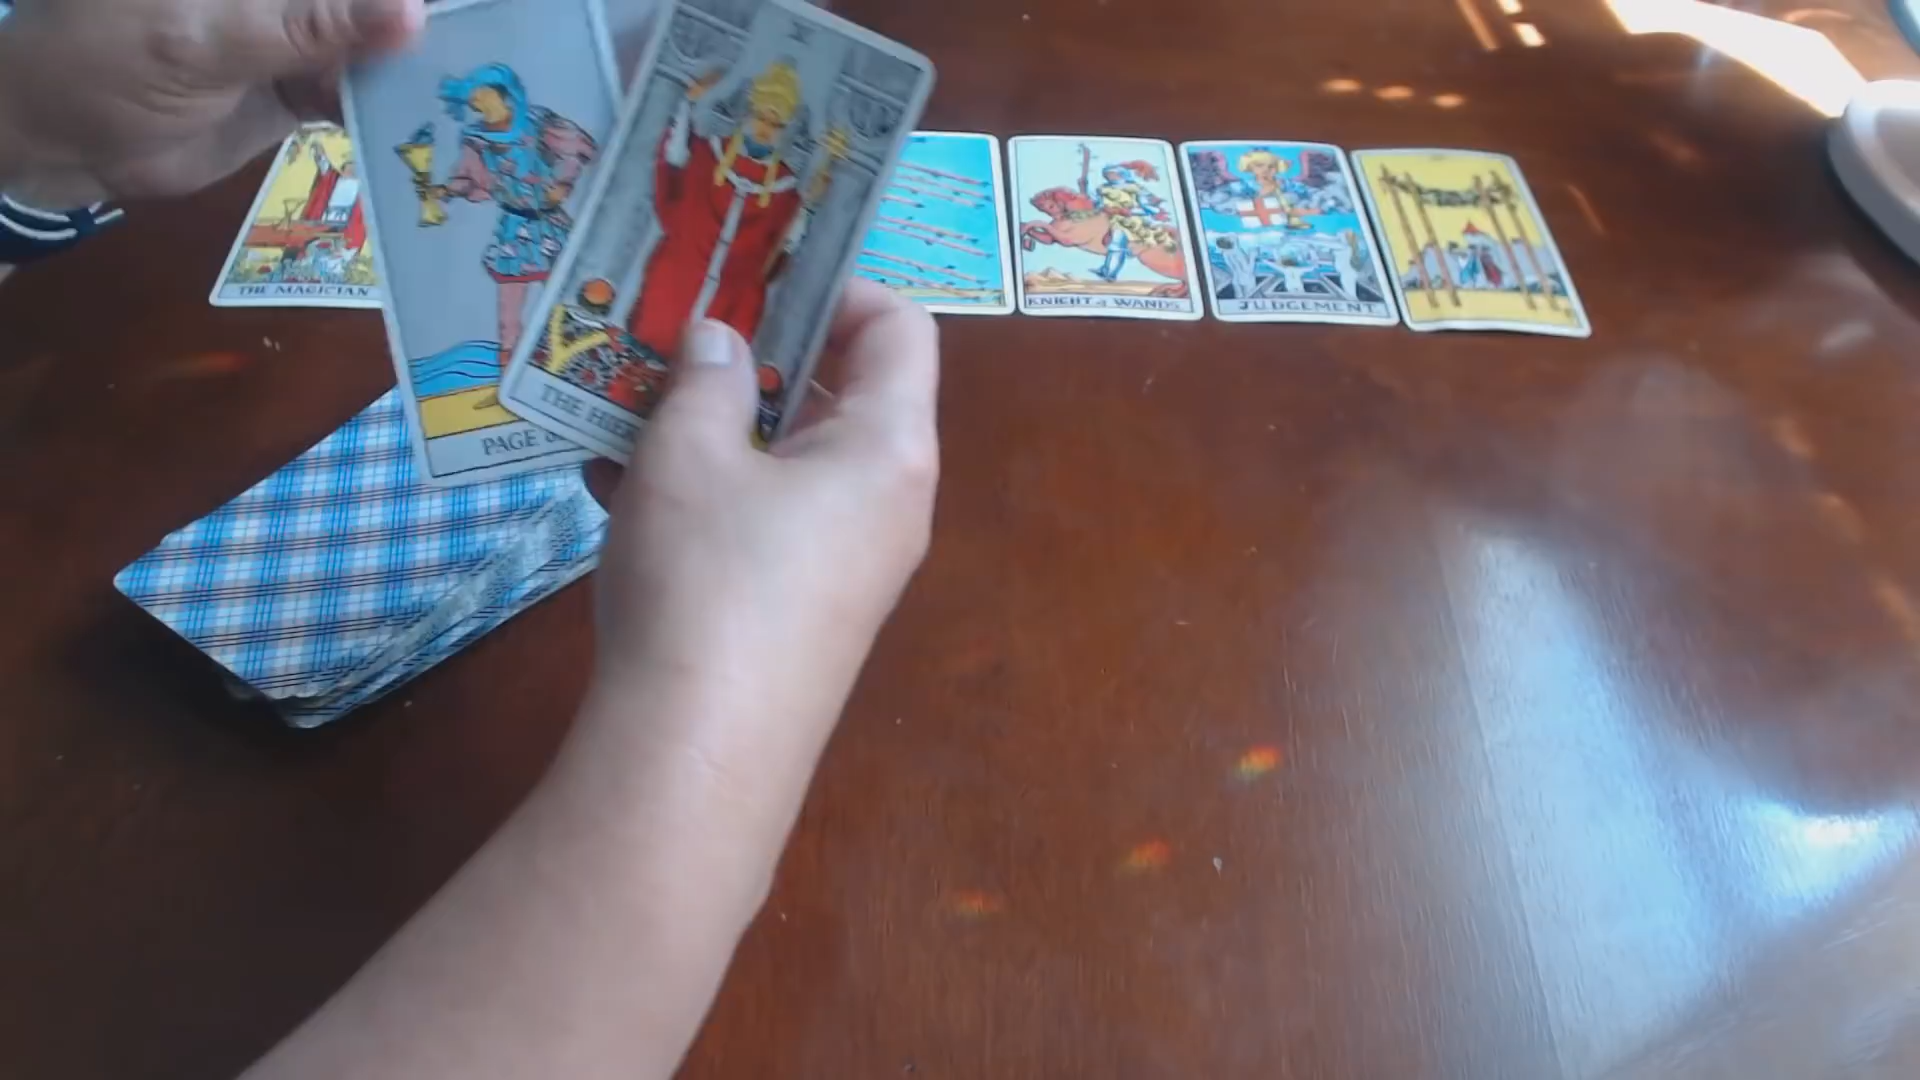 THE MAGICIAN
PAGE
THE HIE
KNIGHT of WANDS
JUDGEMENT